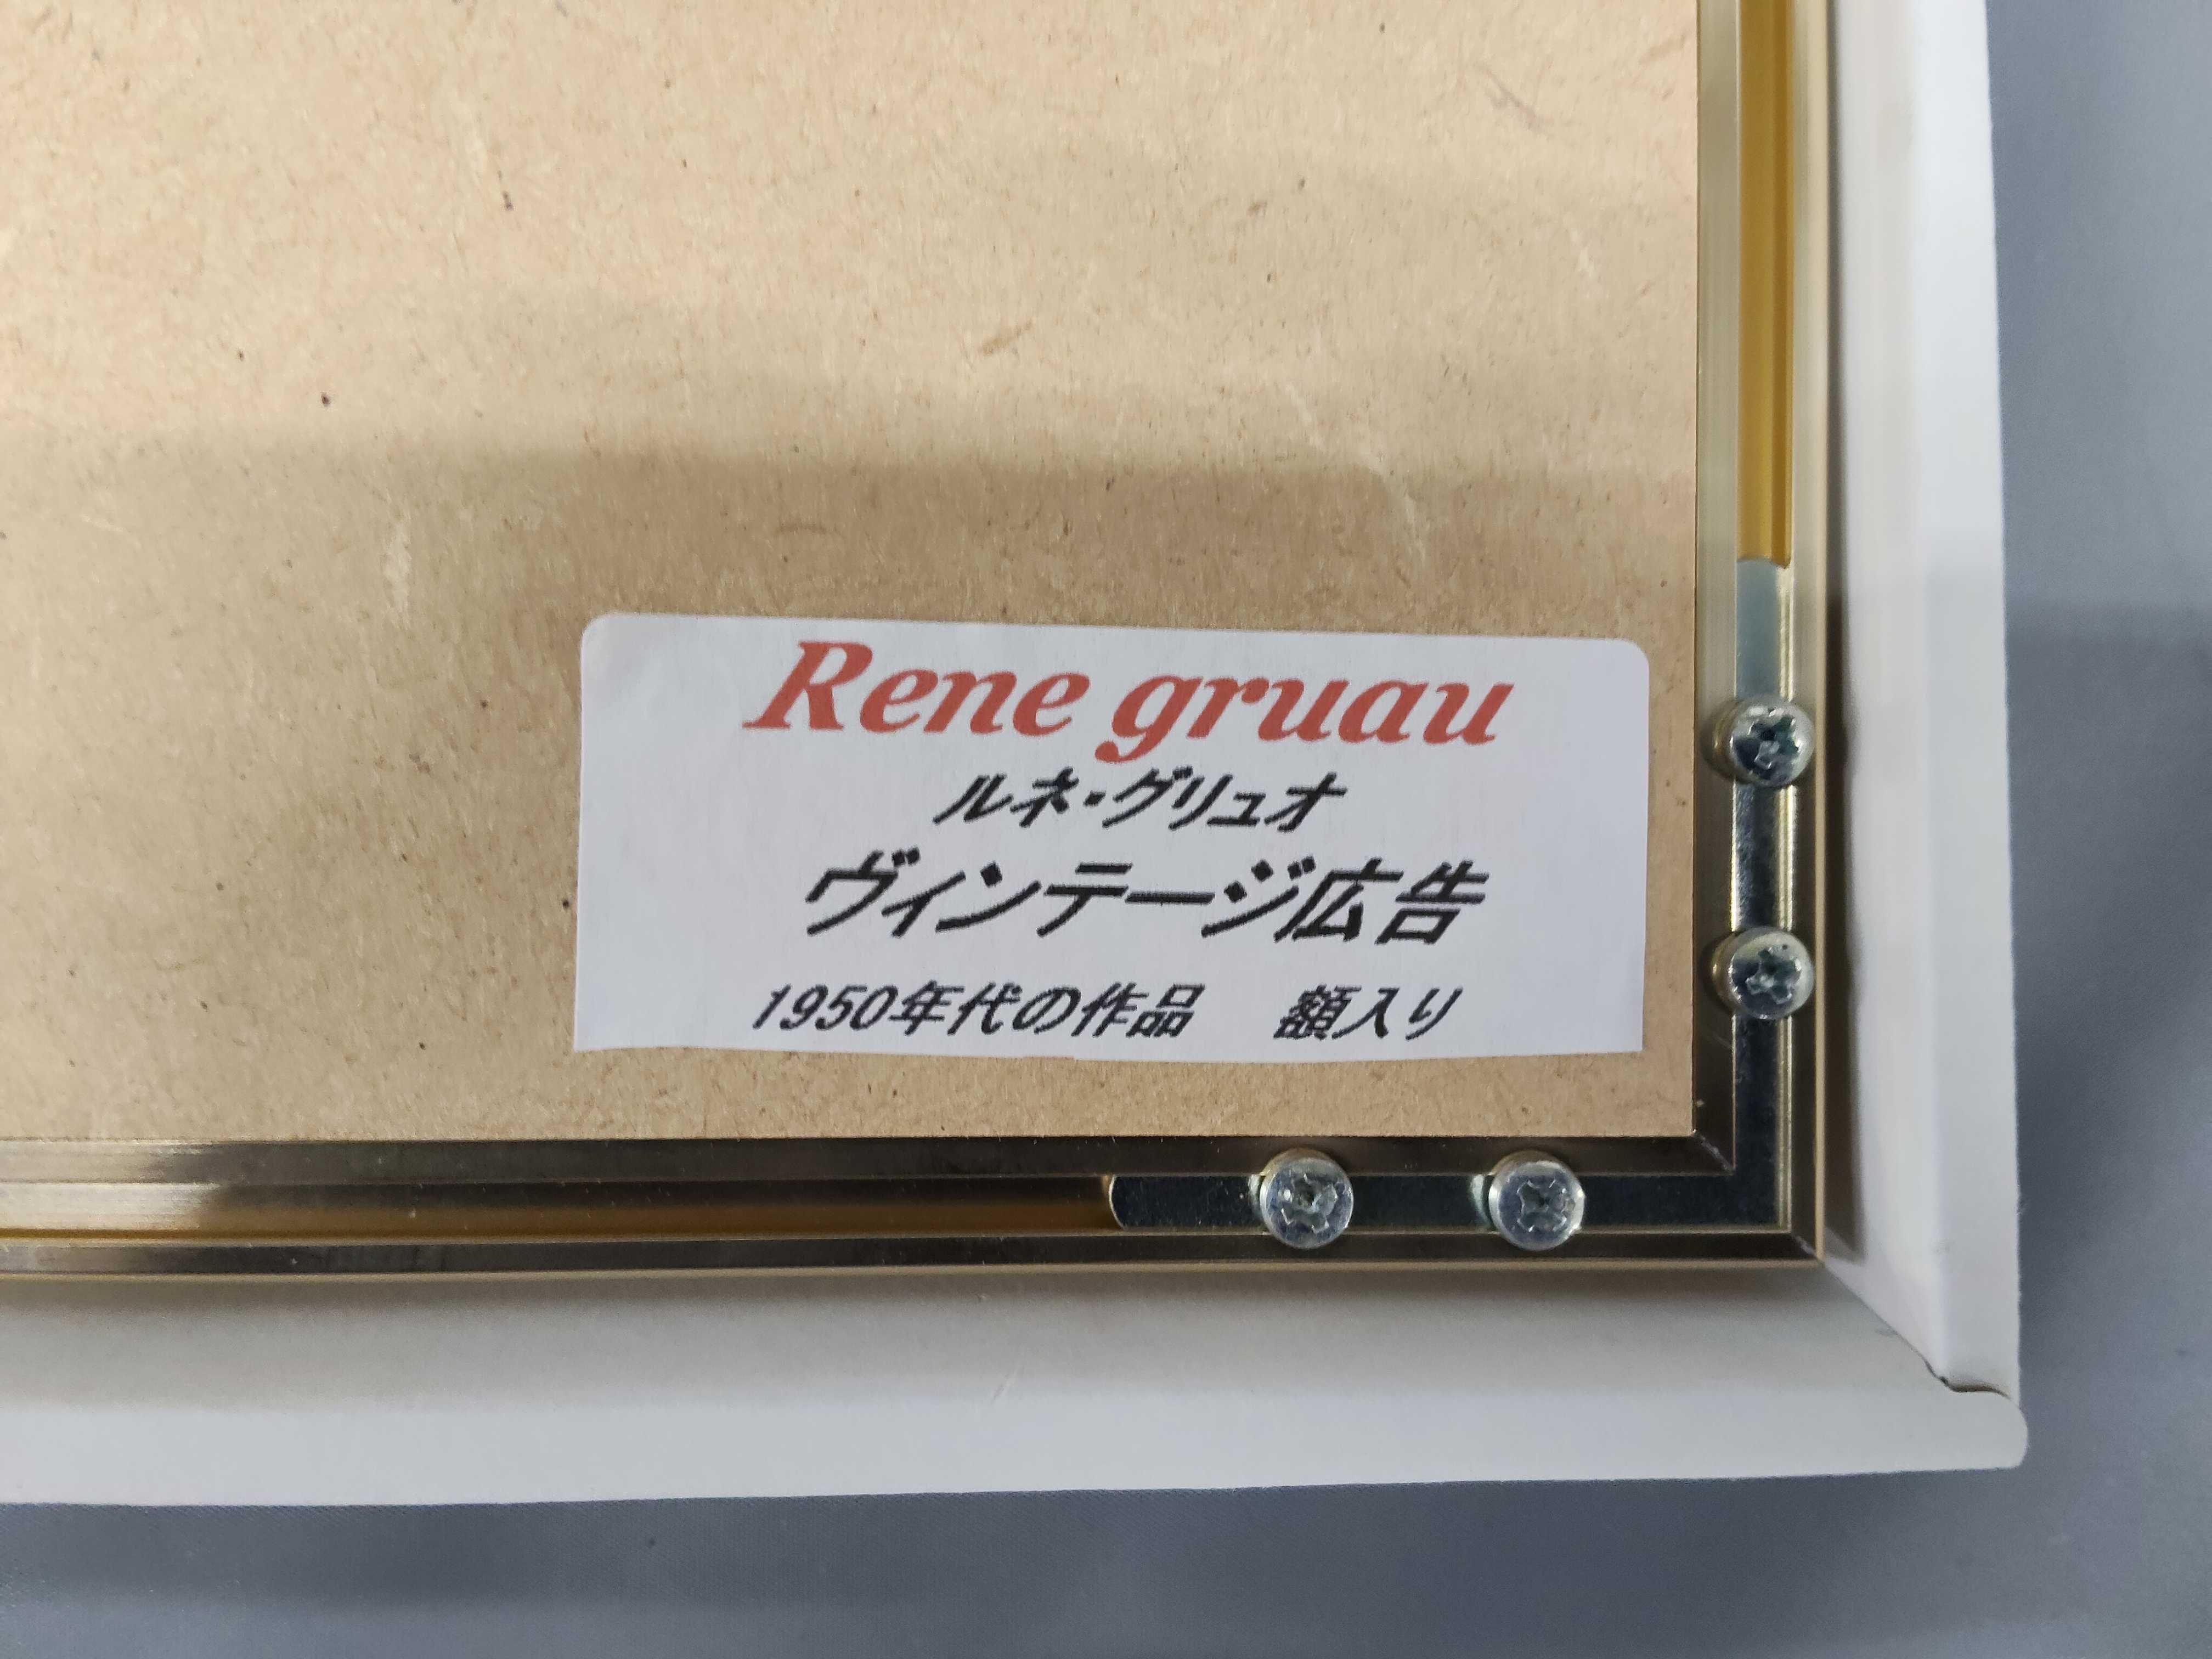 Rene gruau
ルネ・グリュオ
ヴィンテージ広告
1950年代の作品　額入り